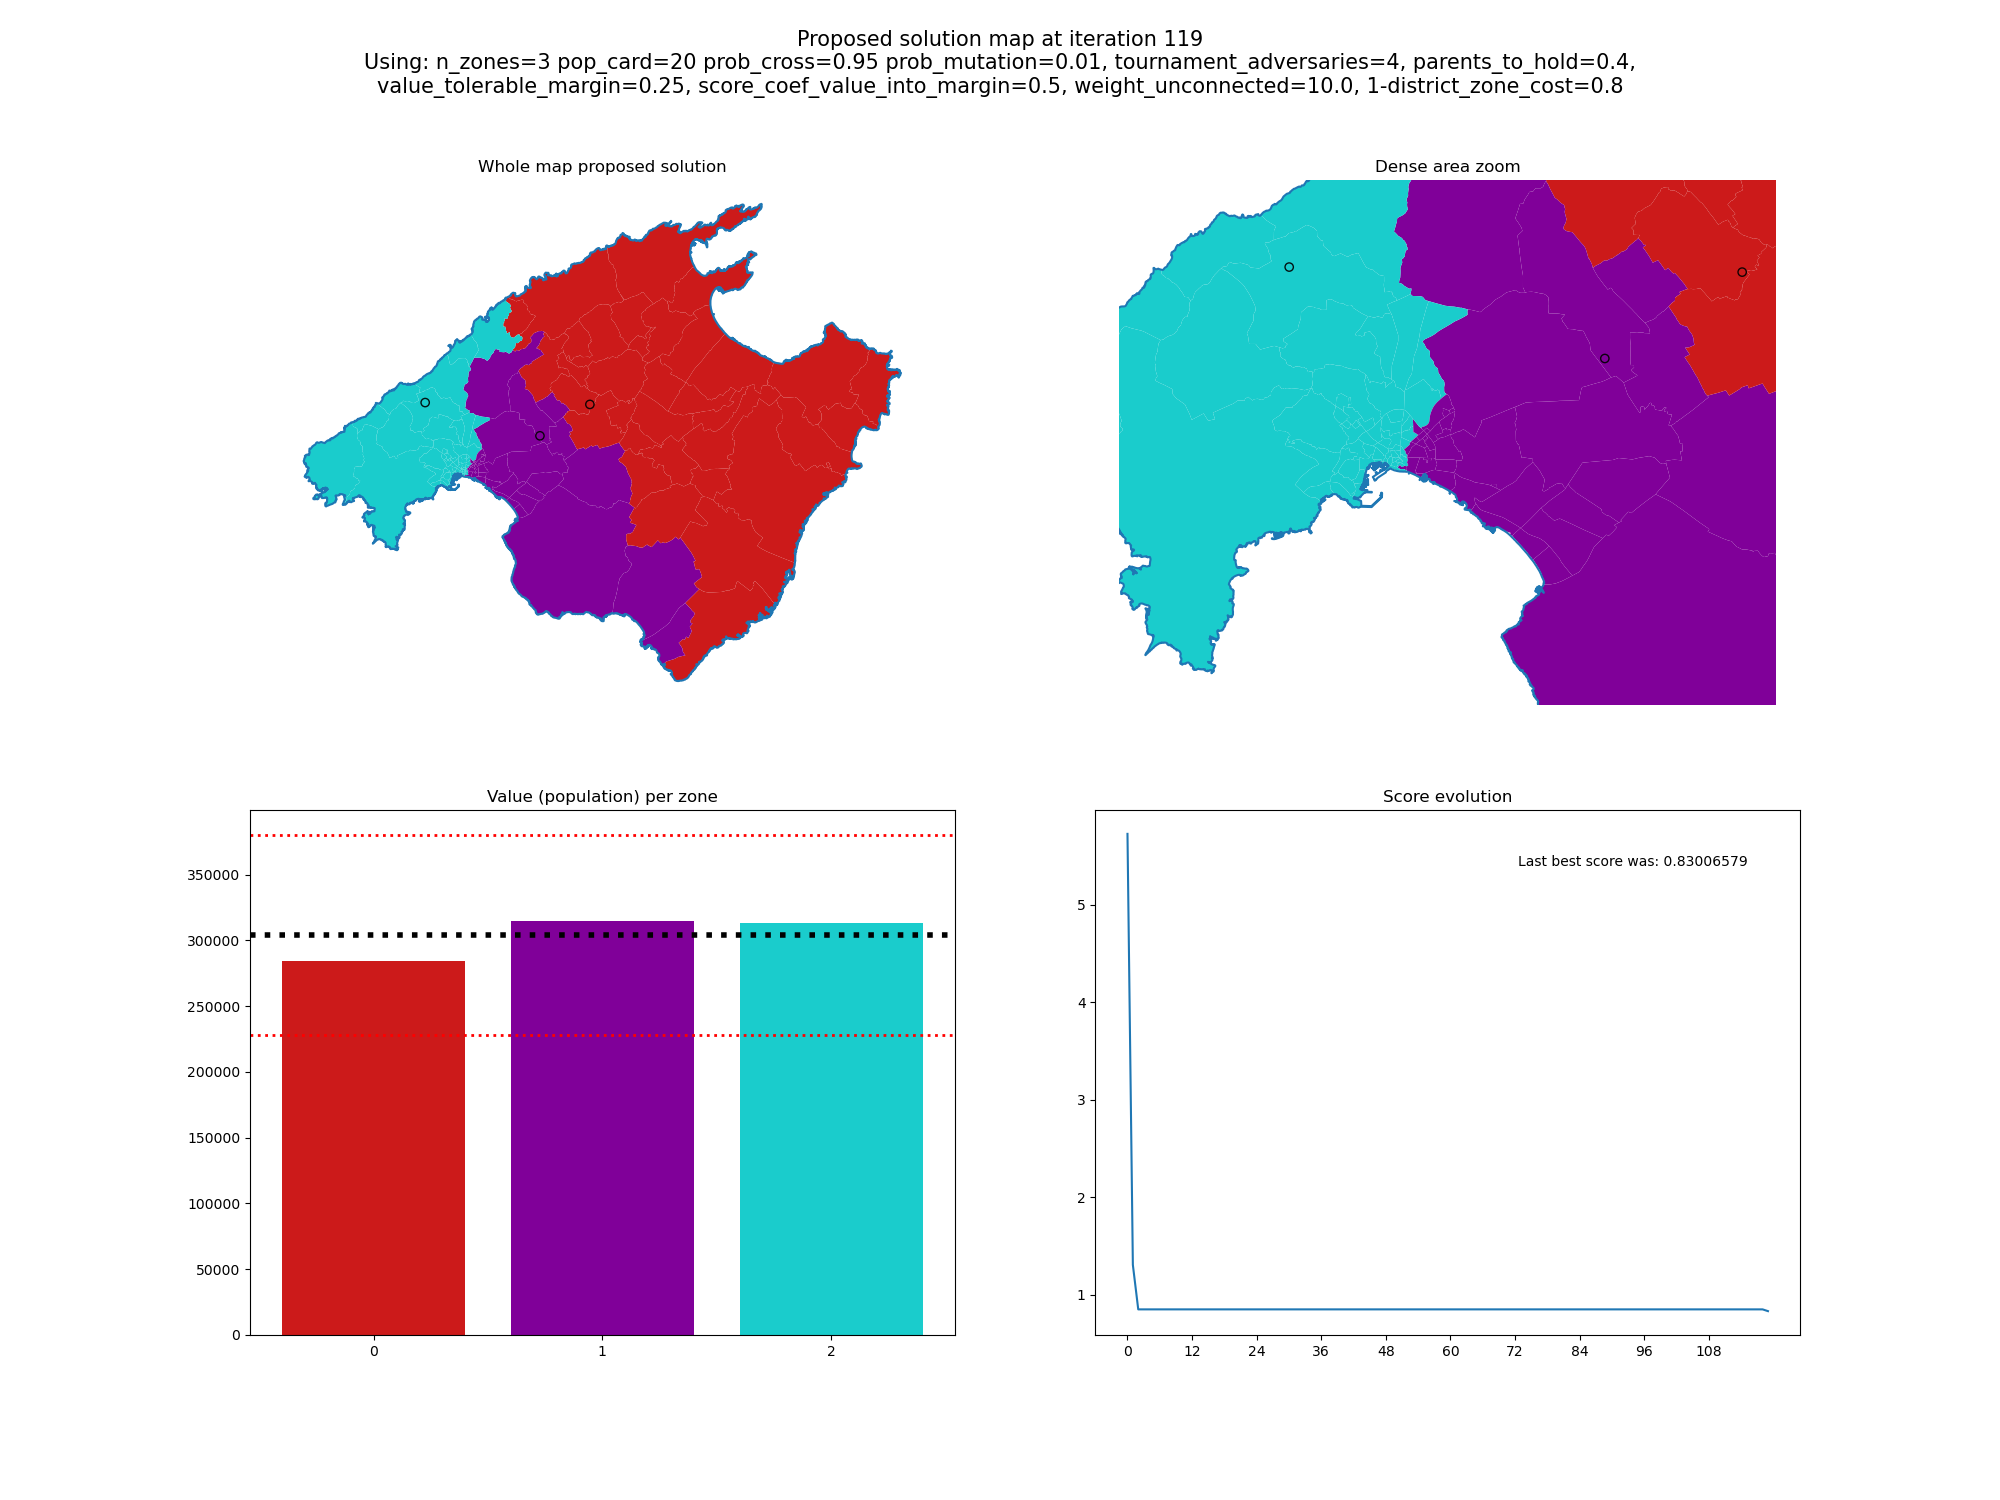 Proposed solution map at iteration 119
Using: n_zones=3 pop_card=20 prob_cross=0.95 prob_mutation=0.01, tournament_adversaries=4, parents_to_hold=0.4,
value_tolerable_margin=0.25, score_coef_value_into_margin=0.5, weight_unconnected=10.0, 1-district_zone_cost=0.8
Whole map proposed solution
Dense area zoom
Value (population) per zone
350000
300000
250000
200000
150000
100000
50000
0
0 1 2
Score evolution
Last best score was: 0.83006579
5
4
3
2
1
0 12 24 36 48 60 72 84 96 108